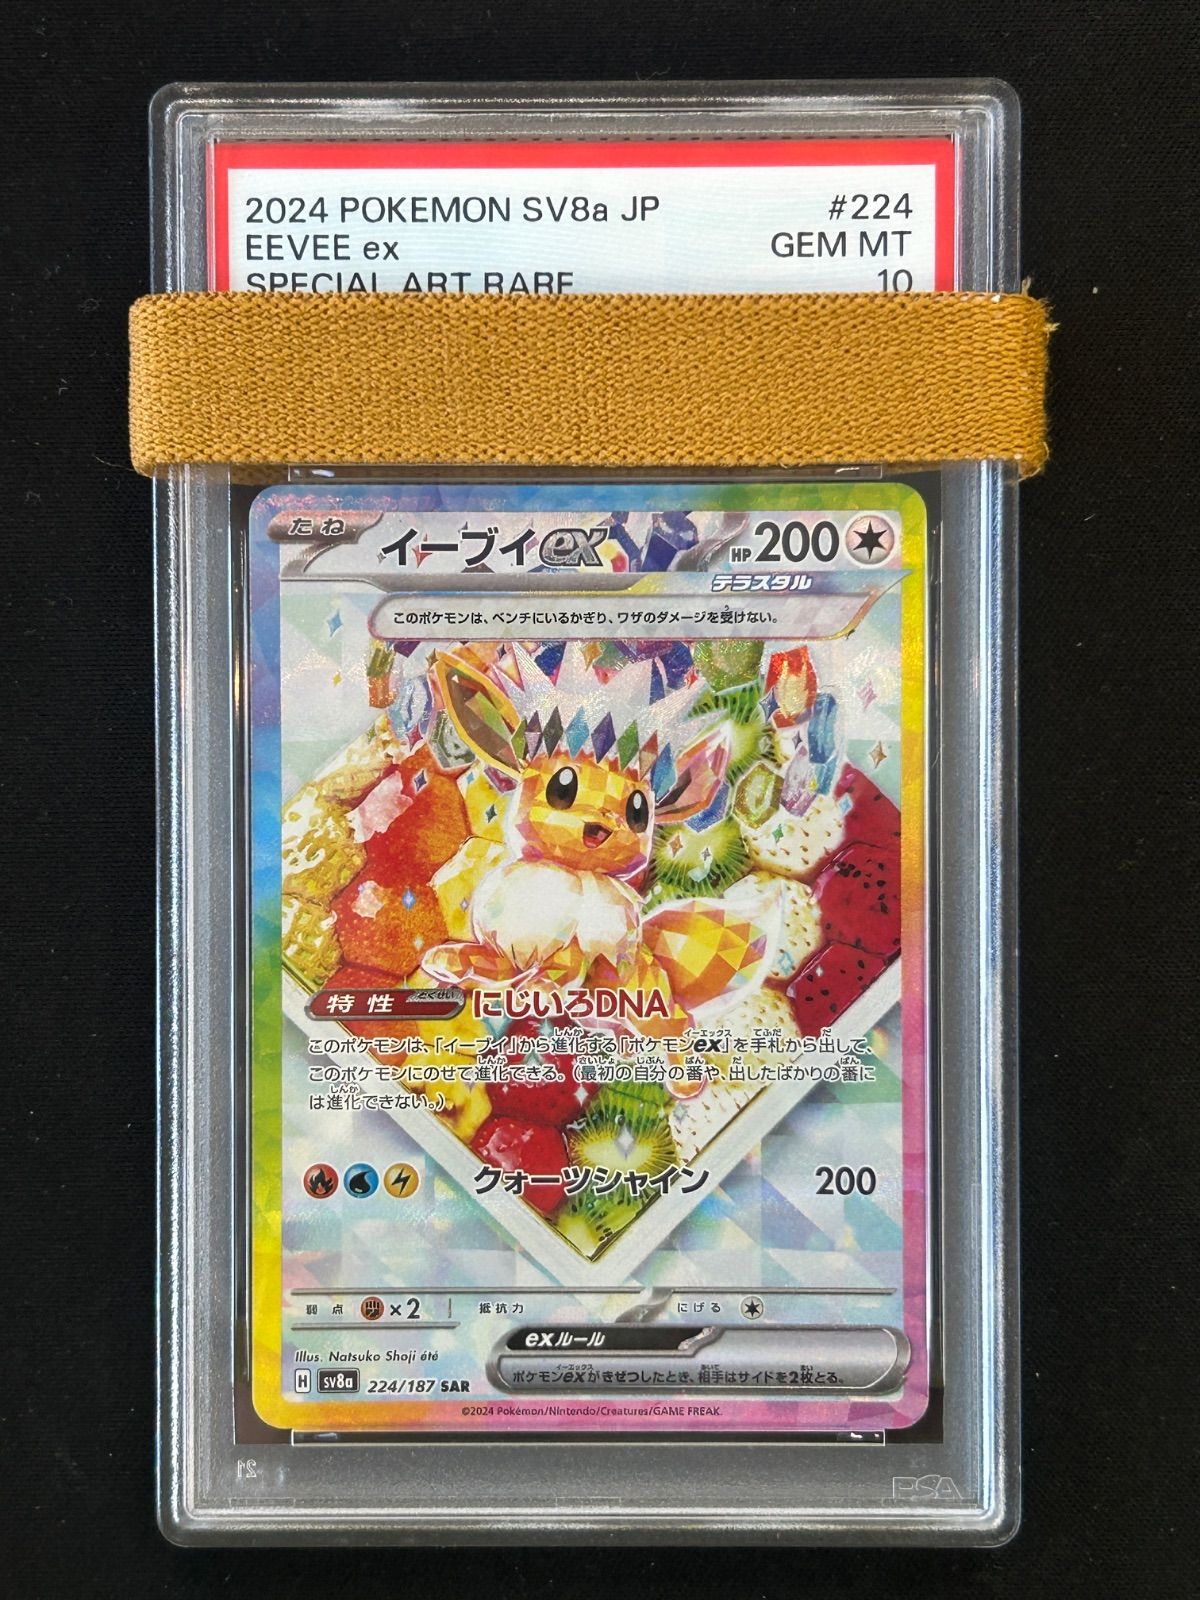 2024 POKEMON SV8a JP #224
EEVEE ex GEM MT
SPECIAL ART RARE 10
たね イーブイex HP200
テラスタル
このポケモンは、ベンチにいるかぎり、ワザのダメージを受けない。
特性 とくせい にじいろDNA
このポケモンは、「イーブイ」から進化する「ポケモンex」を手札から出して、
このポケモンにのせて進化できる。(最初の自分の番や、出したばかりの番に
は進化できない。)
クォーツシャイン 200
弱点 ×2 抵抗力 にげる
exルール
ポケモンexがきぜつしたとき、相手はサイドを2枚とる。
Illus. Natsuko Shoji été
H sv8a 224/187 SAR
©2024 Pokémon/Nintendo/Creatures/GAME FREAK.
PSA